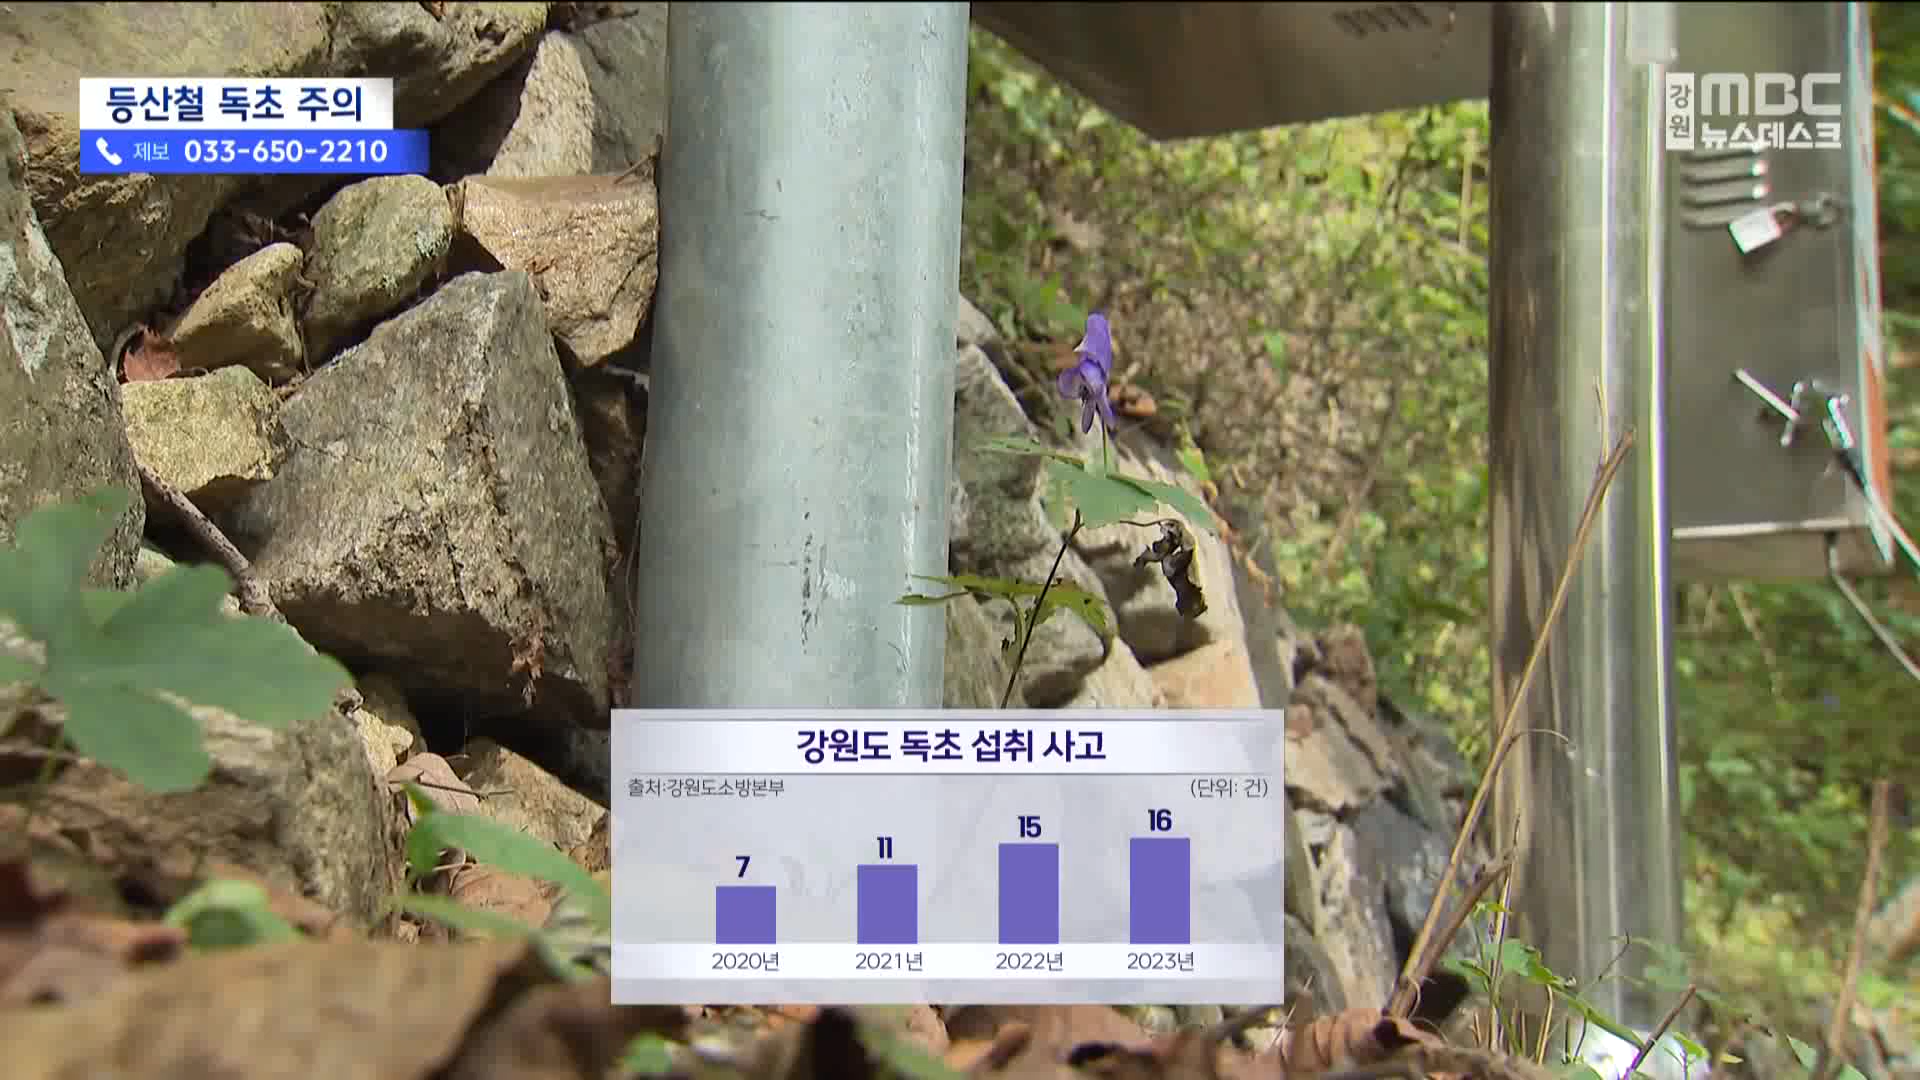 등산철 독초 주의
제보 033-650-2210
강원 MBC
뉴스데스크
강원도 독초 섭취 사고
출처:강원도소방본부
(단위: 건)
7
11
15
16
2020년
2021년
2022년
2023년